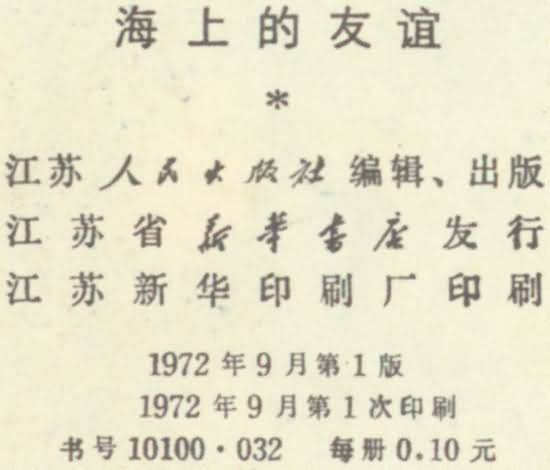 海上的友谊
*
江苏人民出版社编辑、出版
江苏省新华书店发行
江苏新华印刷厂印刷
1972年9月第1版
1972年9月第1次印刷
书号10100·032 每册0.10元